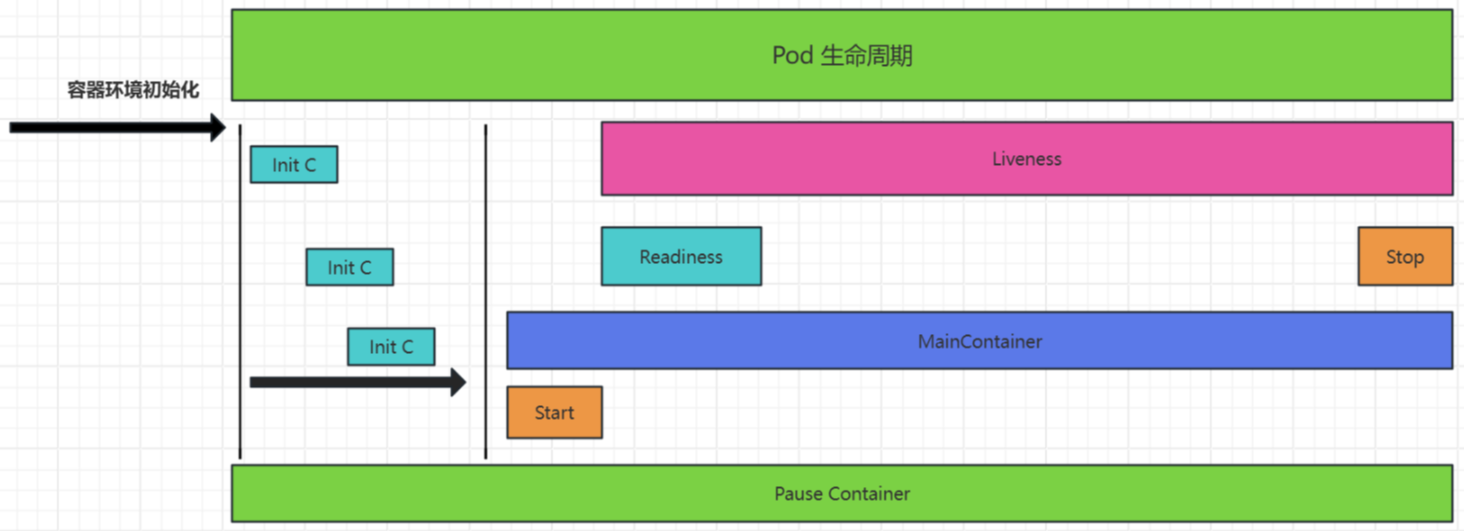 Pod 生命周期
容器环境初始化
Init C
Liveness
Init C
Readiness
Stop
Init C
MainContainer
Start
Pause Container